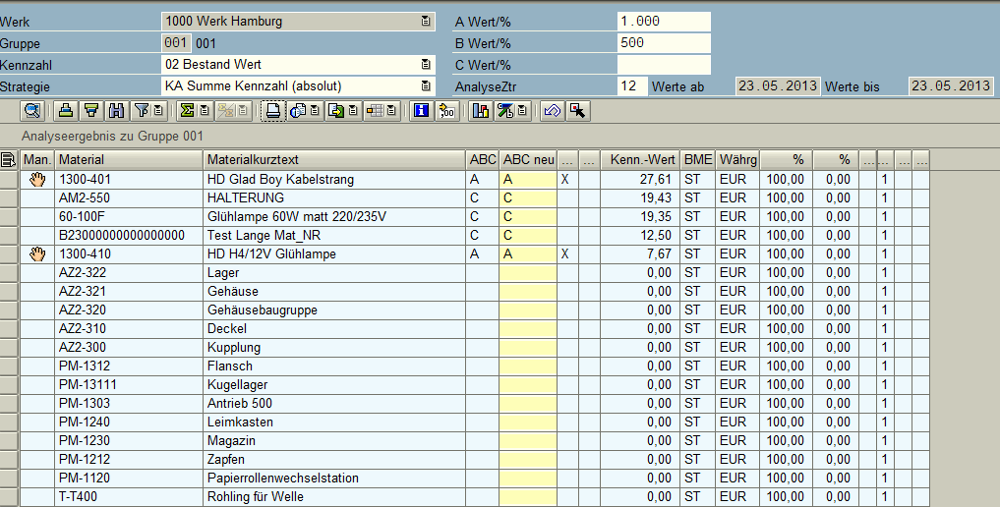 Werk 1000 Werk Hamburg A Wert/% 1.000
Gruppe 001 001 B Wert/% 500
Kennzahl 02 Bestand Wert C Wert/%
Strategie KA Summe Kennzahl (absolut) AnalyseZtr 12 Werte ab 23.05.2013 Werte bis 23.05.2013
Analyseergebnis zu Gruppe 001
Man. Material Materialkurztext ABC ABC neu ... ... Kenn.-Wert BME Währg % % ... ... ... ...
1300-401 HD Glad Boy Kabelstrang A A X 27,61 ST EUR 100,00 0,00 1
AM2-550 HALTERUNG C C 19,43 ST EUR 100,00 0,00 1
60-100F Glühlampe 60W matt 220/235V C C 19,35 ST EUR 100,00 0,00 1
B23000000000000000 Test Lange Mat_NR C C 12,50 ST EUR 100,00 0,00 1
1300-410 HD H4/12V Glühlampe A A X 7,67 ST EUR 100,00 0,00 1
AZ2-322 Lager 0,00 ST EUR 100,00 0,00 1
AZ2-321 Gehäuse 0,00 ST EUR 100,00 0,00 1
AZ2-320 Gehäusebaugruppe 0,00 ST EUR 100,00 0,00 1
AZ2-310 Deckel 0,00 ST EUR 100,00 0,00 1
AZ2-300 Kupplung 0,00 ST EUR 100,00 0,00 1
PM-1312 Flansch 0,00 ST EUR 100,00 0,00 1
PM-13111 Kugellager 0,00 ST EUR 100,00 0,00 1
PM-1303 Antrieb 500 0,00 ST EUR 100,00 0,00 1
PM-1240 Leimkasten 0,00 ST EUR 100,00 0,00 1
PM-1230 Magazin 0,00 ST EUR 100,00 0,00 1
PM-1212 Zapfen 0,00 ST EUR 100,00 0,00 1
PM-1120 Papierrollenwechselstation 0,00 ST EUR 100,00 0,00 1
T-T400 Rohling für Welle 0,00 ST EUR 100,00 0,00 1